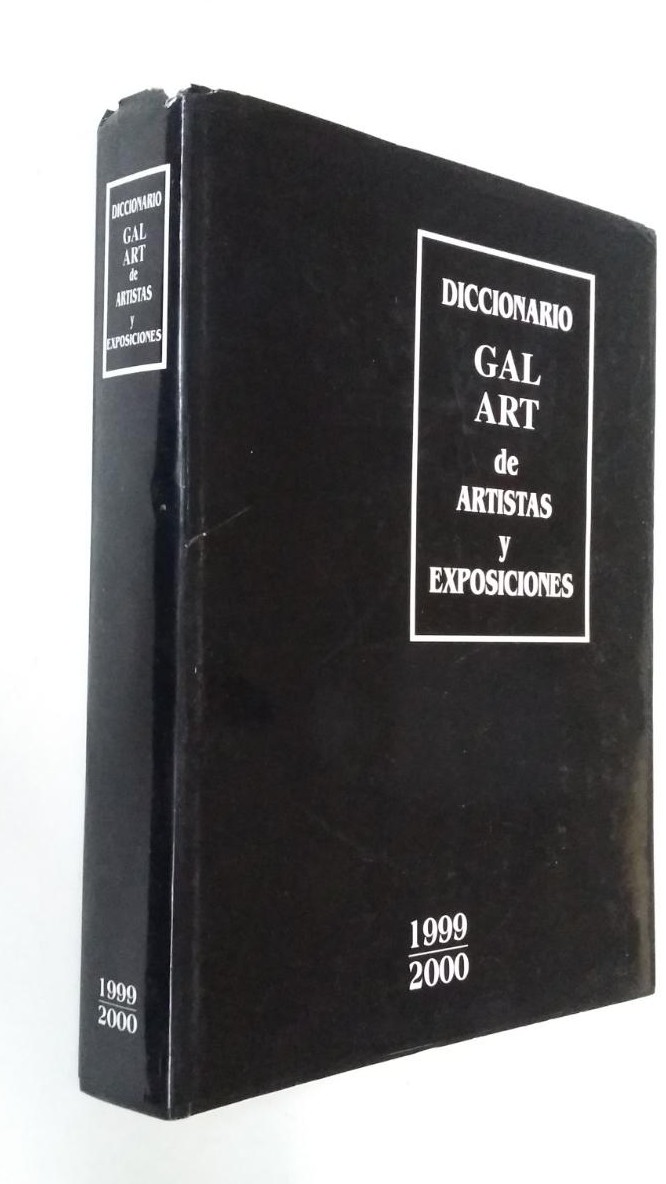 DICCIONARIO
GAL
ART
de
ARTISTAS
y
EXPOSICIONES
1999
2000
DICCIONARIO
GAL
ART
de
ARTISTAS
y
EXPOSICIONES
1999
2000